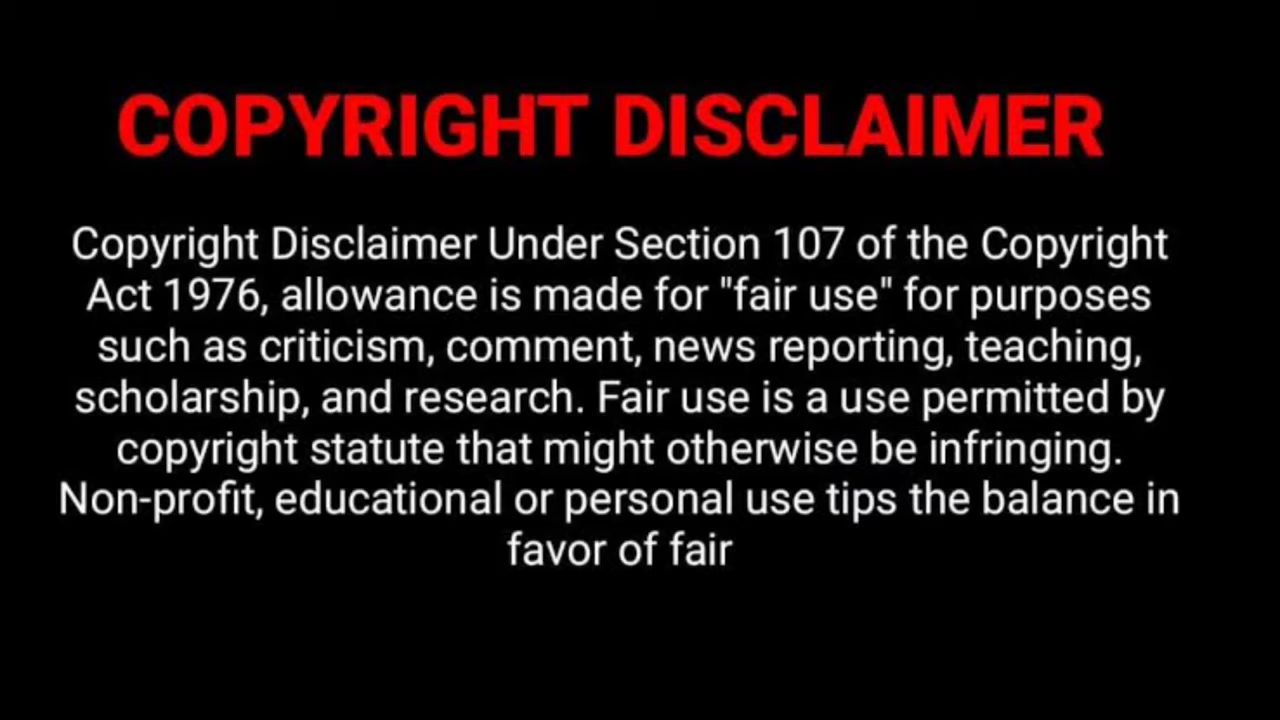 COPYRIGHT DISCLAIMER
Copyright Disclaimer Under Section 107 of the Copyright
Act 1976, allowance is made for "fair use" for purposes
such as criticism, comment, news reporting, teaching,
scholarship, and research. Fair use is a use permitted by
copyright statute that might otherwise be infringing.
Non-profit, educational or personal use tips the balance in
favor of fair